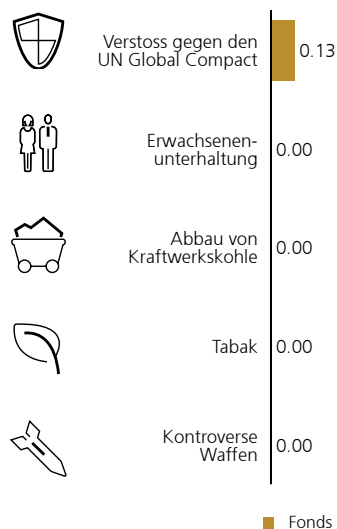 Verstoss gegen den
UN Global Compact
0.13
Erwachsenen-
unterhaltung
0.00
Abbau von
Kraftwerkskohle
0.00
Tabak
0.00
Kontroverse
Waffen
0.00
Fonds